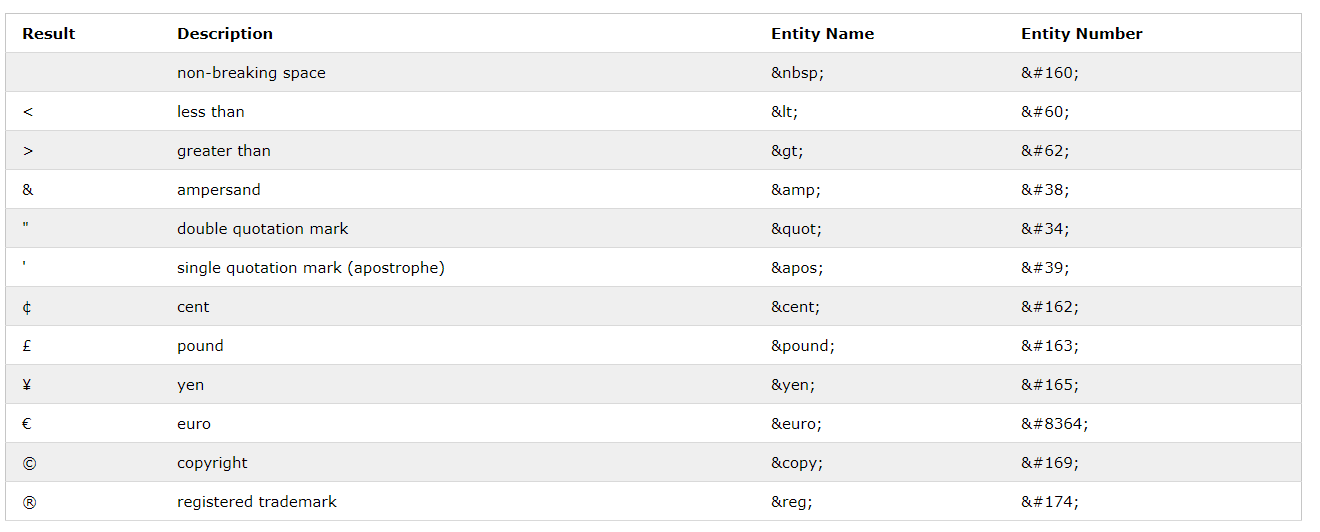 Result Description Entity Name Entity Number
non-breaking space &nbsp; &#160;
< less than &lt; &#60;
> greater than &gt; &#62;
& ampersand &amp; &#38;
" double quotation mark &quot; &#34;
' single quotation mark (apostrophe) &apos; &#39;
¢ cent &cent; &#162;
£ pound &pound; &#163;
¥ yen &yen; &#165;
€ euro &euro; &#8364;
© copyright &copy; &#169;
® registered trademark &reg; &#174;